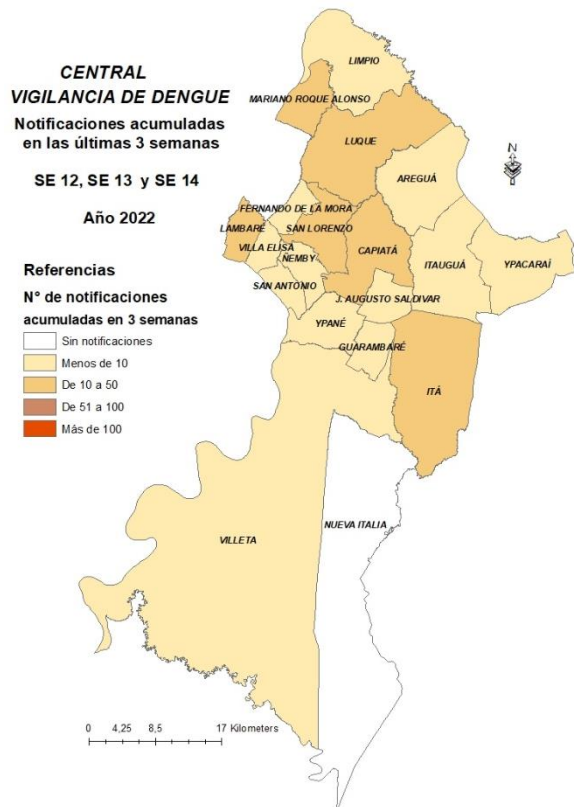 CENTRAL
VIGILANCIA DE DENGUE
Notificaciones acumuladas
en las últimas 3 semanas
SE 12, SE 13 y SE 14
Año 2022
Referencias
N° de notificaciones
acumuladas en 3 semanas
Sin notificaciones
Menos de 10
De 10 a 50
De 51 a 100
Más de 100
LIMPIO
MARIANO ROQUE ALONSO
LUQUE
N
AREGUÁ
FERNANDO DE LA MORA
LAMBARÉ
SAN LORENZO
VILLA ELISA
CAPIATÁ
ÑEMBY
ITAUGUÁ
YPACARAÍ
SAN ANTONIO
J. AUGUSTO SALDIVAR
YPANÉ
GUARAMBARÉ
ITÁ
NUEVA ITALIA
VILLETA
0 4,25 8,5 17 Kilometers